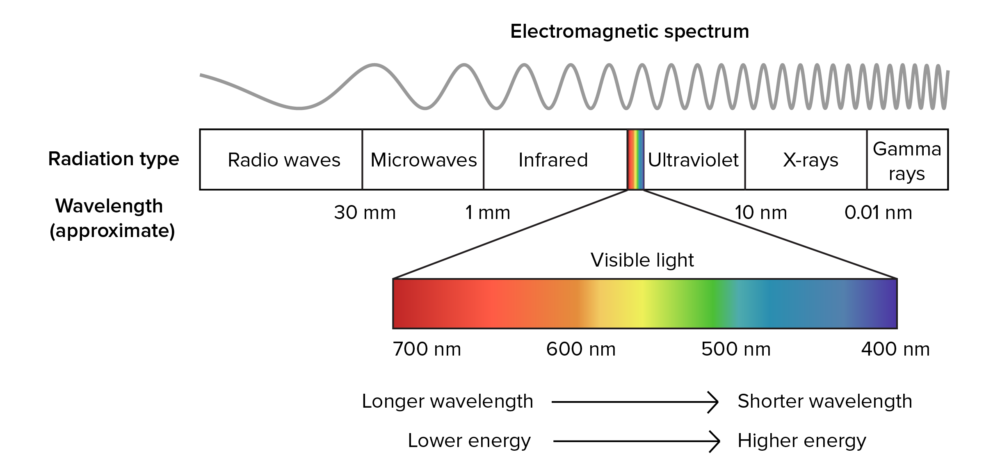 Electromagnetic spectrum
Radiation type
Radio waves
Microwaves
Infrared
Ultraviolet
X-rays
Gamma
rays
Wavelength
(approximate)
30 mm
1 mm
10 nm
0.01 nm
Visible light
700 nm
600 nm
500 nm
400 nm
Longer wavelength
Shorter wavelength
Lower energy
Higher energy